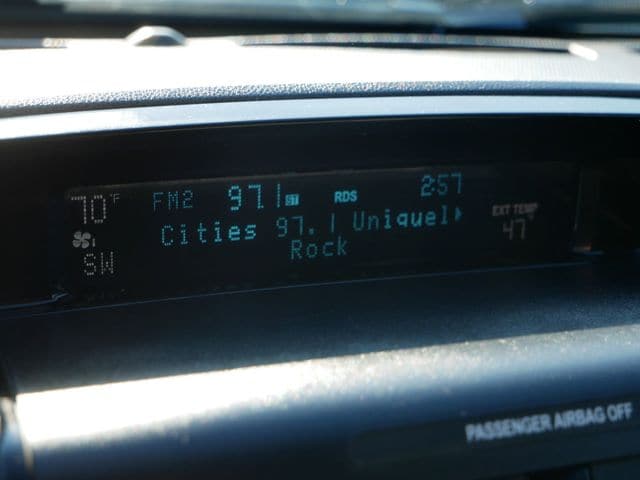 70°F FM2 97.1 ST RDS 2:57
Cities 97.1 Uniquel
EXT TEMP
Rock
47°
SW
PASSENGER AIRBAG OFF